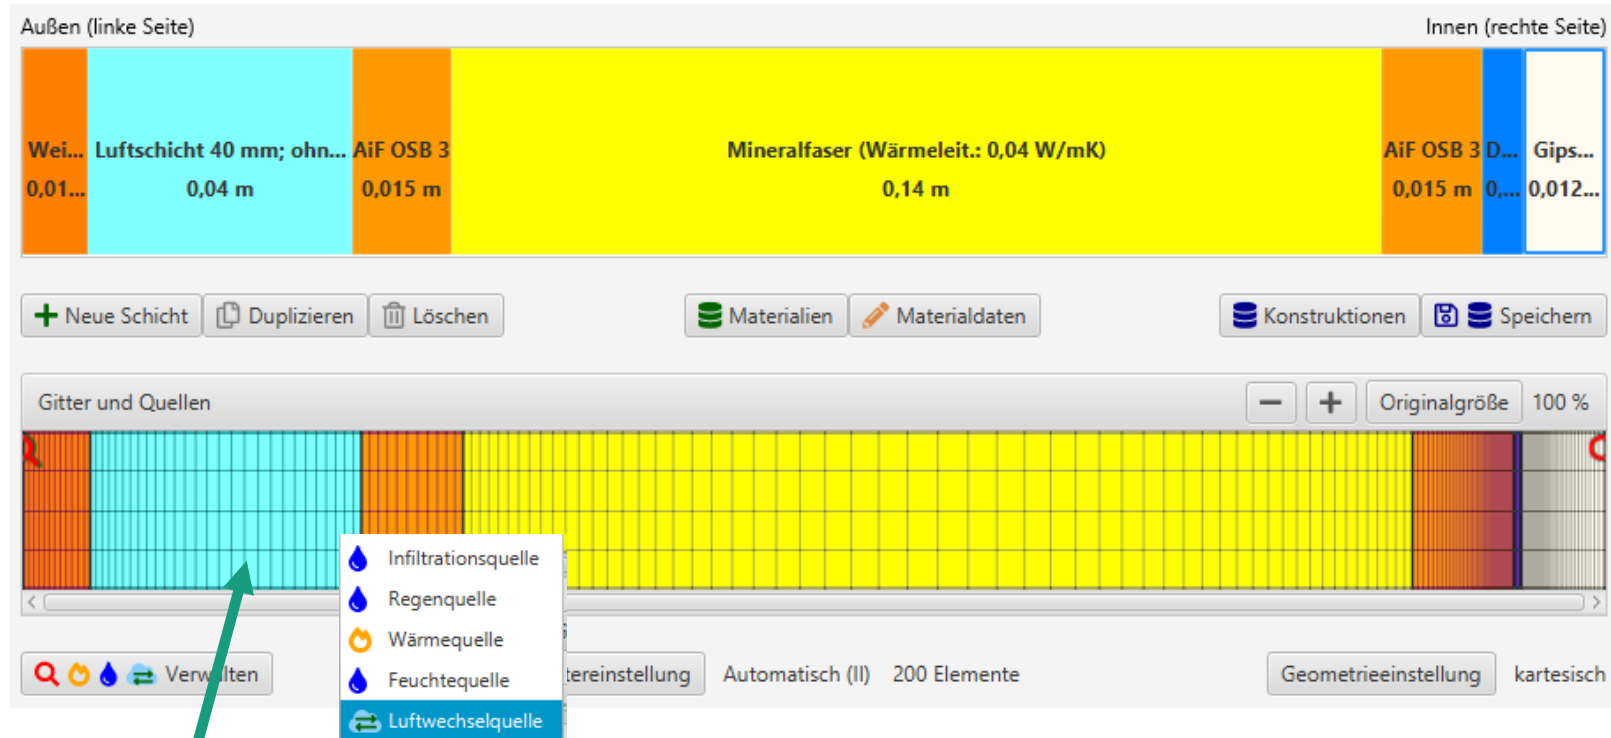 Außen (linke Seite) Innen (rechte Seite)
Wei... Luftschicht 40 mm; ohn... AiF OSB 3 Mineralfaser (Wärmeleit.: 0,04 W/mK) AiF OSB 3 D... Gips...
0,01... 0,04 m 0,015 m 0,14 m 0,015 m 0,... 0,012...
Neue Schicht Duplizieren Löschen Materialien Materialdaten Konstruktionen Speichern
Gitter und Quellen Originalgröße 100 %
Infiltrationsquelle
Regenquelle
Wärmequelle
Verwalten Feuchtequelle tereinstellung Automatisch (II) 200 Elemente Geometrieeinstellung kartesisch
Luftwechselquelle